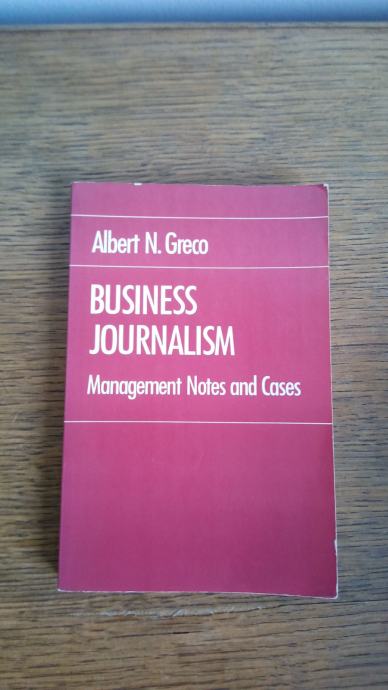 Albert N. Greco
BUSINESS
JOURNALISM
Management Notes and Cases